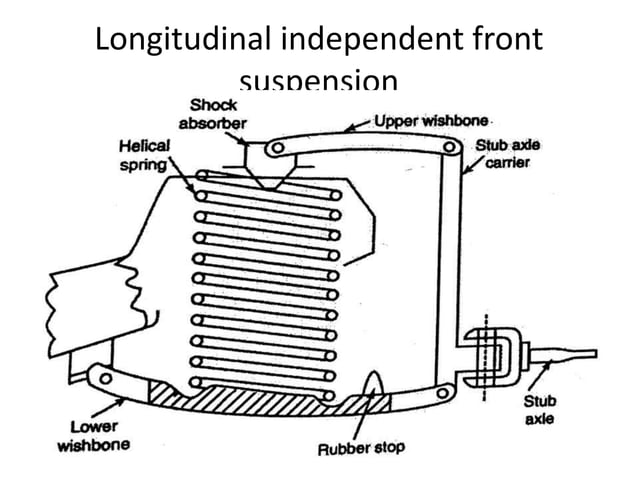 Longitudinal independent front
suspension
Shock
absorber
Upper wishbone
Helical
spring
Stub axle
carrier
Lower
wishbone
Rubber stop
Stub
axle